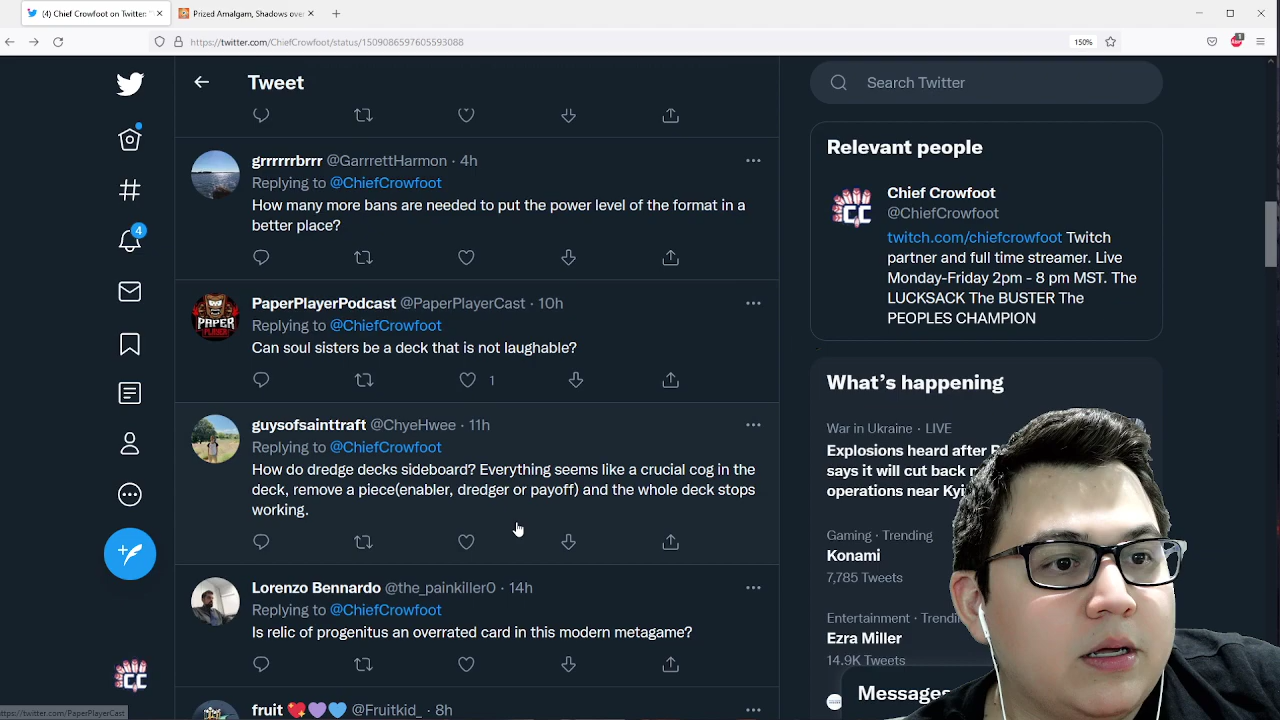 (4) Chief Crowfoot on Twitter: "
Prized Amalgam, Shadows over
https://twitter.com/ChiefCrowfoot/status/1509086597605593088
150%
Tweet
Search Twitter
grrrrrrbrrr @GarrrettHarmon · 4h
Replying to @ChiefCrowfoot
How many more bans are needed to put the power level of the format in a
better place?
PaperPlayerPodcast @PaperPlayerCast · 10h
Replying to @ChiefCrowfoot
Can soul sisters be a deck that is not laughable?
1
PAPER
PLAYER
guysofsainttraft @ChyeHwee · 11h
Replying to @ChiefCrowfoot
How do dredge decks sideboard? Everything seems like a crucial cog in the
deck, remove a piece(enabler, dredger or payoff) and the whole deck stops
working.
Lorenzo Bennardo @the_painkiller0 · 14h
Replying to @ChiefCrowfoot
Is relic of progenitus an overrated card in this modern metagame?
fruit 💖💜💙 @Fruitkid_ · 8h
4
CC
https://twitter.com/PaperPlayerCast
Relevant people
CC
Chief Crowfoot
@ChiefCrowfoot
twitch.com/chiefcrowfoot Twitch
partner and full time streamer. Live
Monday-Friday 2pm - 8 pm MST. The
LUCKSACK The BUSTER The
PEOPLES CHAMPION
What's happening
War in Ukraine · LIVE
Explosions heard after
says it will cut back
operations near
Gaming · Trending
Konami
7,785 Tweets
Entertainment ·
Ezra Miller
14.9K Tweets
Messages